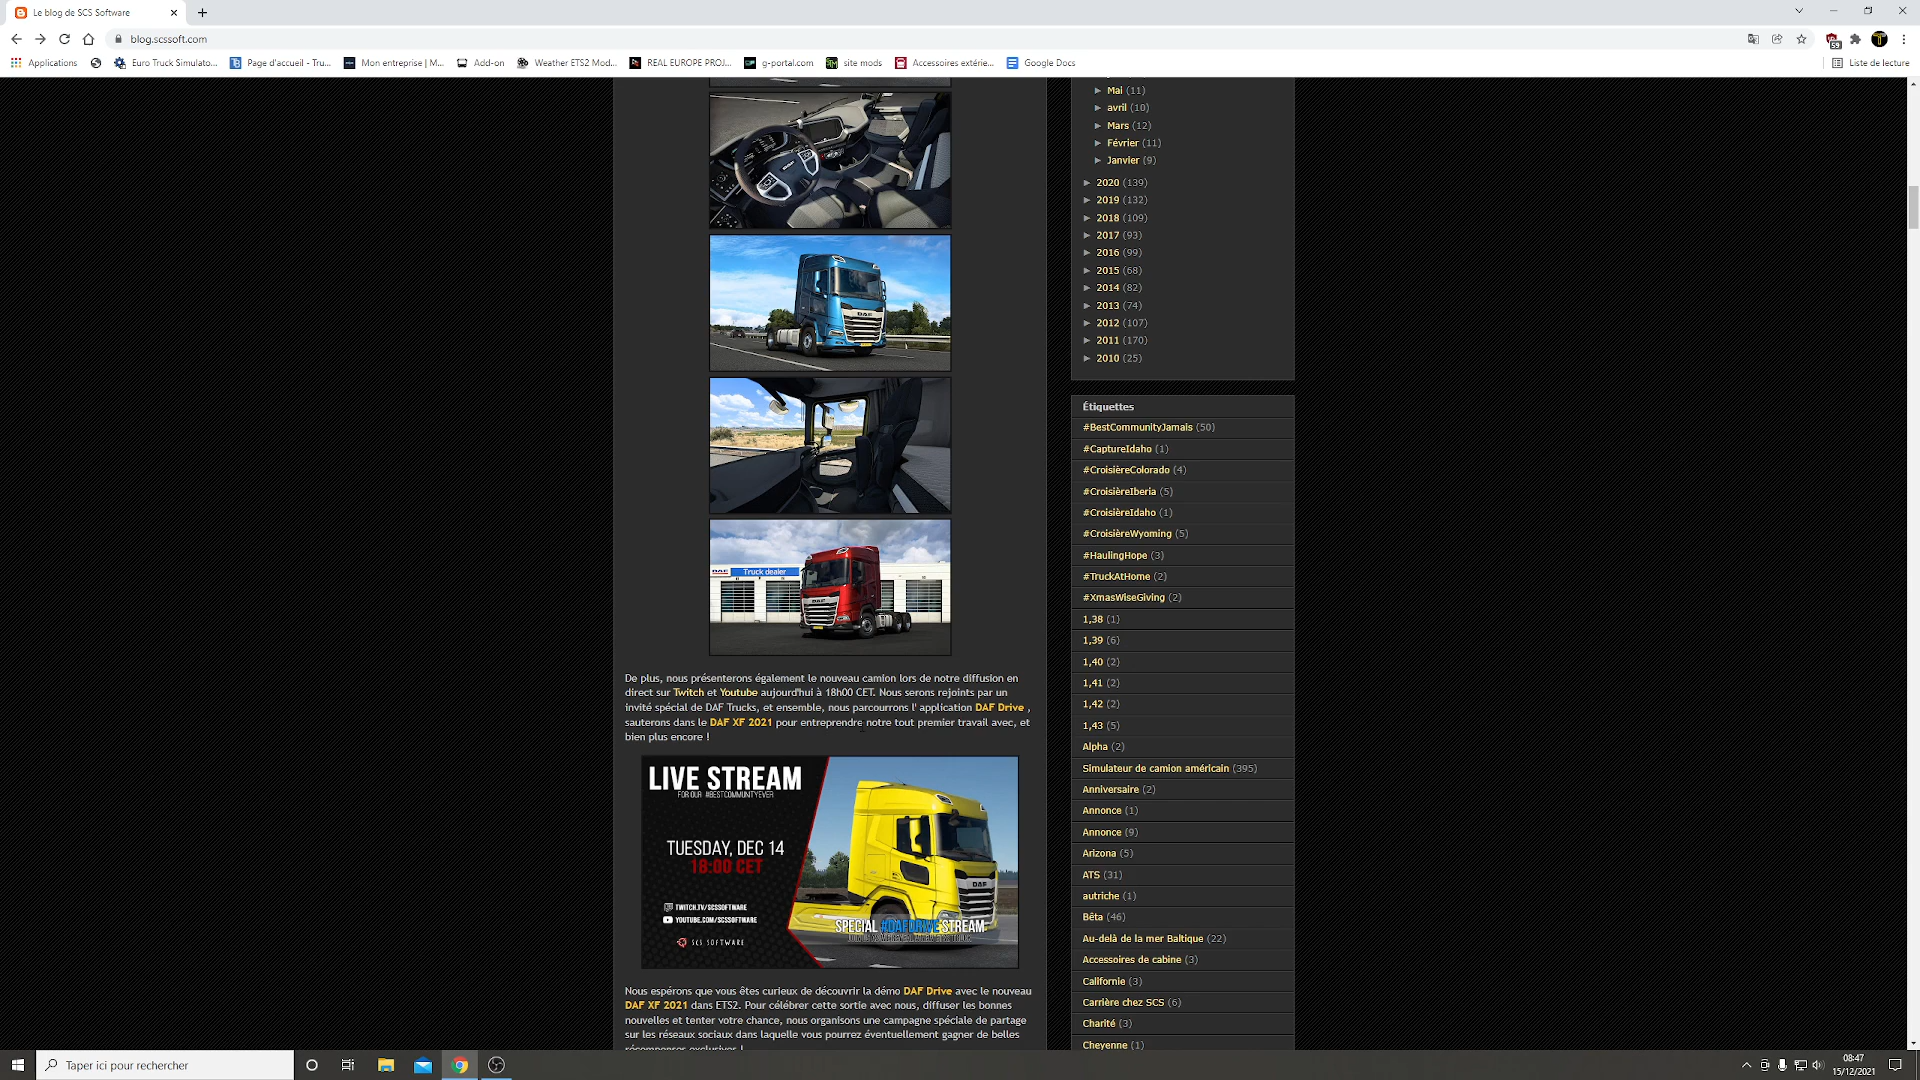 Le blog de SCS Software
blog.scssoft.com
59
Applications
Euro Truck Simulato...
Page d'accueil - Tru...
Mon entreprise | M...
Add-on
Weather ETS2 Mod...
REAL EUROPE PROJ...
g-portal.com
site mods
Accessoires extérie...
Google Docs
Liste de lecture
DAF
DAF
Truck dealer
DAF
De plus, nous présenterons également le nouveau camion lors de notre diffusion en
direct sur Twitch et Youtube aujourd'hui à 18h00 CET. Nous serons rejoints par un
invité spécial de DAF Trucks, et ensemble, nous parcourrons l' application DAF Drive ,
sauterons dans le DAF XF 2021 pour entreprendre notre tout premier travail avec, et
bien plus encore !
LIVE STREAM
FOR OUR #BESTCOMMUNITYEVER
TUESDAY, DEC 14
18:00 CET
TWITCH.TV/SCSSOFTWARE
YOUTUBE.COM/SCSSOFTWARE
SCS SOFTWARE
DAF
SPECIAL #DAFDRIVE STREAM
Nous espérons que vous êtes curieux de découvrir la démo DAF Drive avec le nouveau
DAF XF 2021 dans ETS2. Pour célébrer cette sortie avec nous, diffuser les bonnes
nouvelles et tenter votre chance, nous organisons une campagne spéciale de partage
sur les réseaux sociaux dans laquelle vous pourrez éventuellement gagner de belles
récompenses exclusives !
► Mai (11)
► avril (10)
► Mars (12)
► Février (11)
► Janvier (9)
► 2020 (139)
► 2019 (132)
► 2018 (109)
► 2017 (93)
► 2016 (99)
► 2015 (68)
► 2014 (82)
► 2013 (74)
► 2012 (107)
► 2011 (170)
► 2010 (25)
Étiquettes
#BestCommunityJamais (50)
#CaptureIdaho (1)
#CroisièreColorado (4)
#CroisièreIberia (5)
#CroisièreIdaho (1)
#CroisièreWyoming (5)
#HaulingHope (3)
#TruckAtHome (2)
#XmasWiseGiving (2)
1,38 (1)
1,39 (6)
1,40 (2)
1,41 (2)
1,42 (2)
1,43 (5)
Alpha (2)
Simulateur de camion américain (395)
Anniversaire (2)
Annonce (1)
Annonce (9)
Arizona (5)
ATS (31)
autriche (1)
Bêta (46)
Au-delà de la mer Baltique (22)
Accessoires de cabine (3)
Californie (3)
Carrière chez SCS (6)
Charité (3)
Cheyenne (1)
Taper ici pour rechercher
08:47
15/12/2021